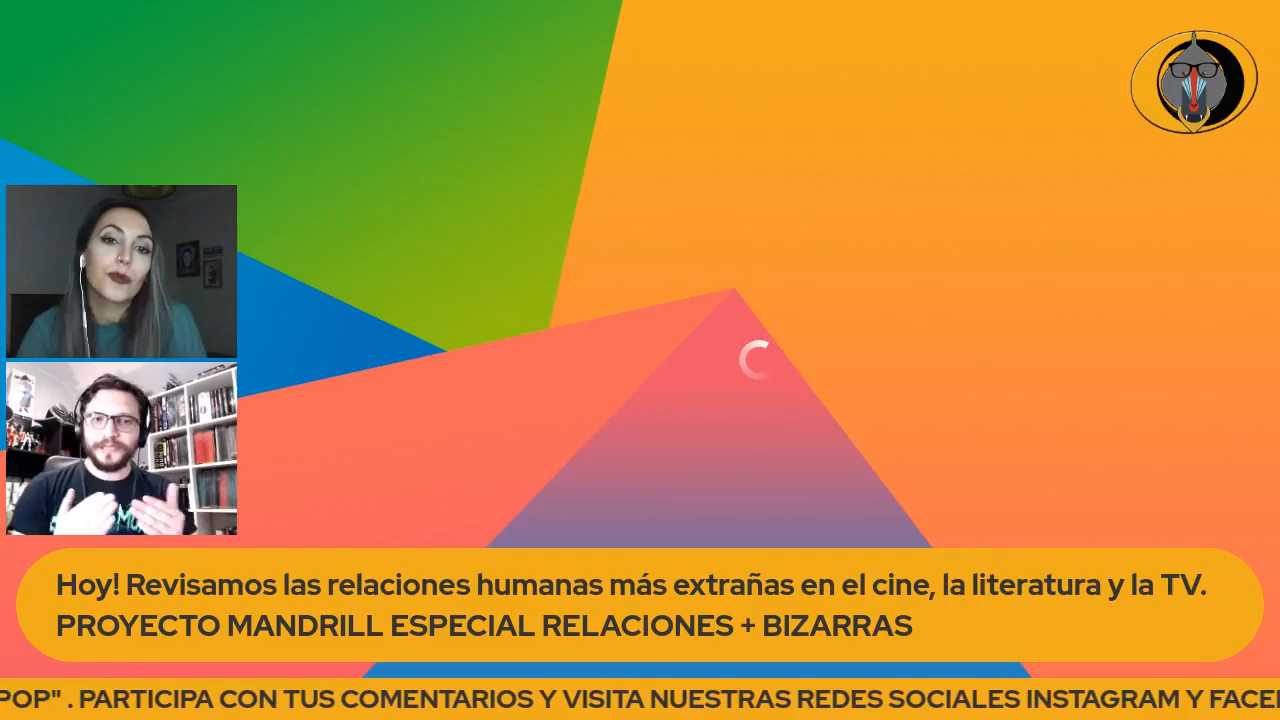 Hoy! Revisamos las relaciones humanas más extrañas en el cine, la literatura y la TV.
PROYECTO MANDRILL ESPECIAL RELACIONES + BIZARRAS
POP" . PARTICIPA CON TUS COMENTARIOS Y VISITA NUESTRAS REDES SOCIALES INSTAGRAM Y FACE